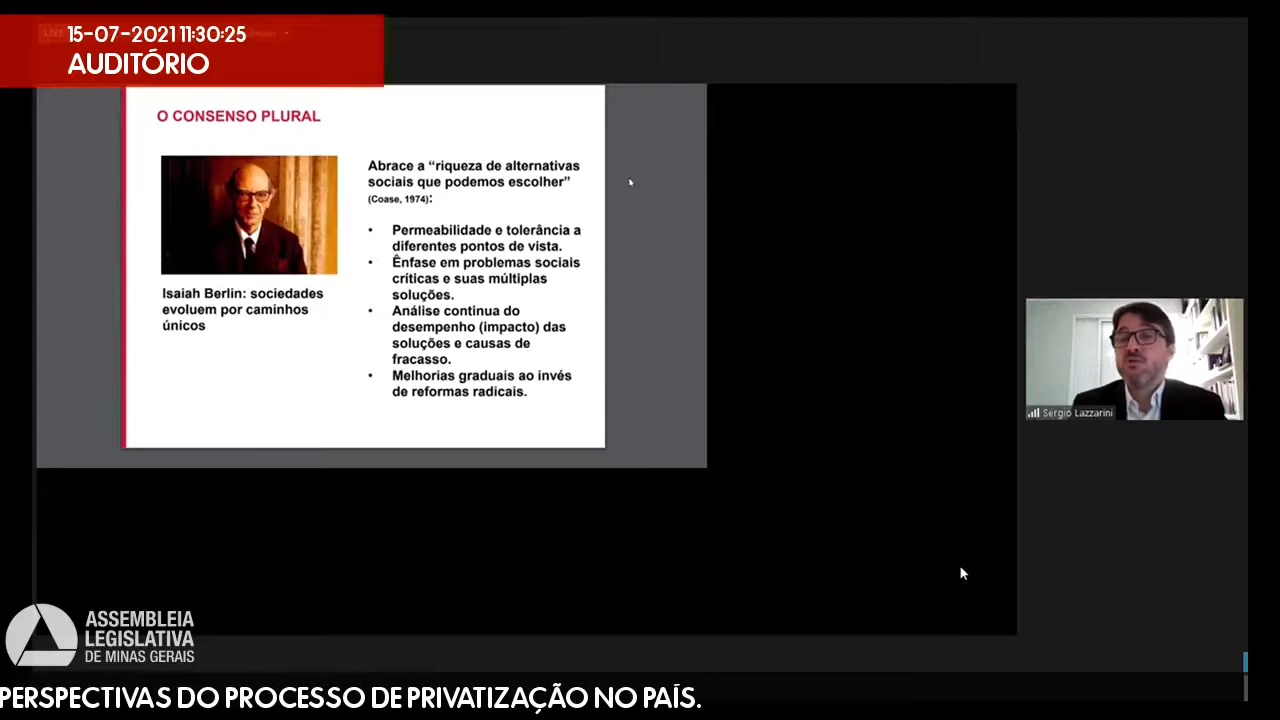 15-07-2021 11:30:25
AUDITÓRIO
O CONSENSO PLURAL
Isaiah Berlin: sociedades
evoluem por caminhos
únicos
Abrace a “riqueza de alternativas
sociais que podemos escolher”
(Coase, 1974):
• Permeabilidade e tolerância a
diferentes pontos de vista.
• Ênfase em problemas sociais
críticas e suas múltiplas
soluções.
• Análise continua do
desempenho (impacto) das
soluções e causas de
fracasso.
• Melhorias graduais ao invés
de reformas radicais.
Sergio Lazzarini
ASSEMBLEIA
LEGISLATIVA
DE MINAS GERAIS
PERSPECTIVAS DO PROCESSO DE PRIVATIZAÇÃO NO PAÍS.